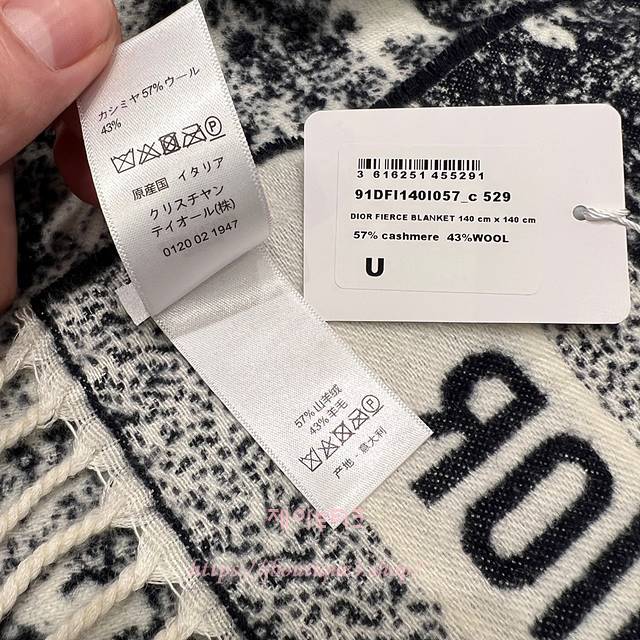 カシミヤ 57% ウール
43%
P
原産国 イタリア
クリスチャン
ディオール(株)
0120 02 1947
3 616251 455291
91DFI140I057_c 529
DIOR FIERCE BLANKET 140 cm x 140 cm
57% cashmere 43%WOOL
U
57% 山羊绒
43% 羊毛
P
产地 : 意大利